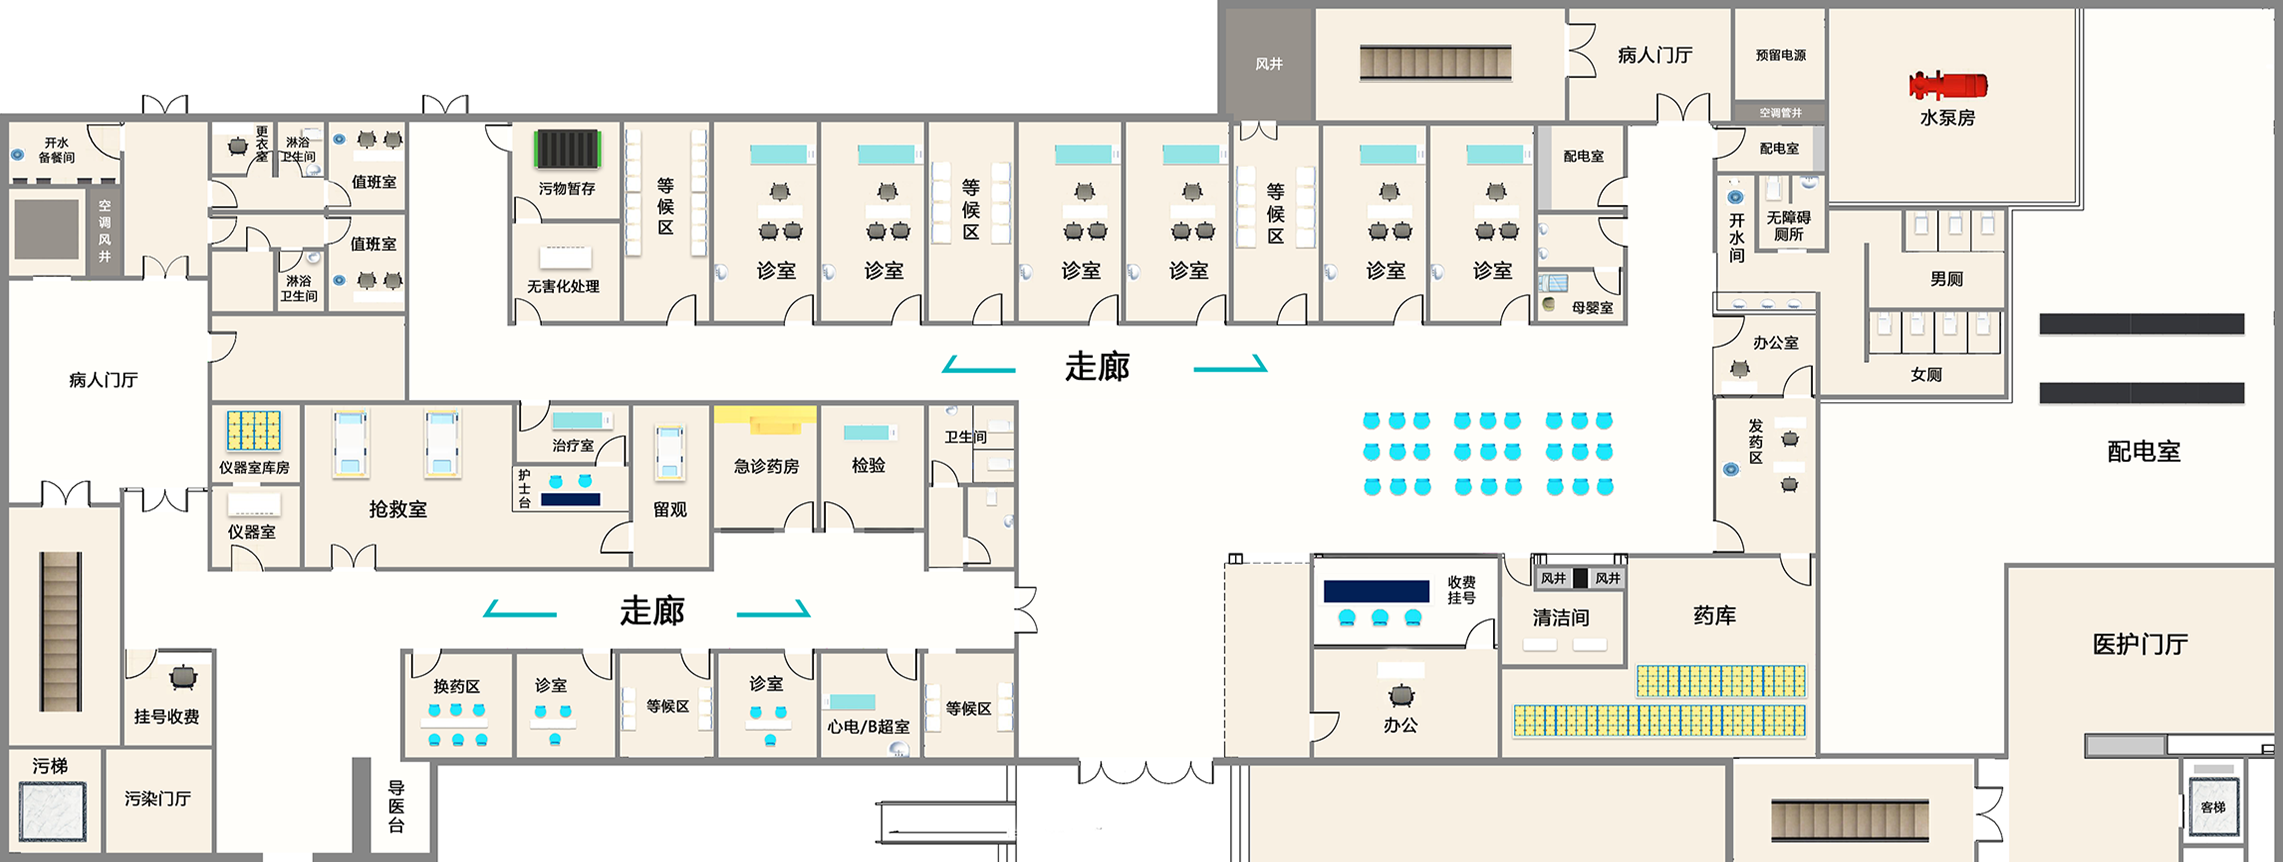 风井
病人门厅
预留电源
空调管井
水泵房
开水
备餐间
更衣室
淋浴
卫生间
值班室
空调风井
值班室
淋浴
卫生间
污物暂存
无害化处理
等候区
诊室
诊室
等候区
诊室
诊室
等候区
诊室
诊室
配电室
母婴室
配电室
开水间
无障碍
厕所
男厕
女厕
办公室
发药区
配电室
病人门厅
走廊
仪器室库房
仪器室
抢救室
治疗室
护士台
留观
急诊药房
检验
卫生间
走廊
挂号收费
换药区
诊室
等候区
诊室
心电/B超室
等候区
收费
挂号
办公
风井
风井
清洁间
药库
医护门厅
污梯
污染门厅
导医台
客梯